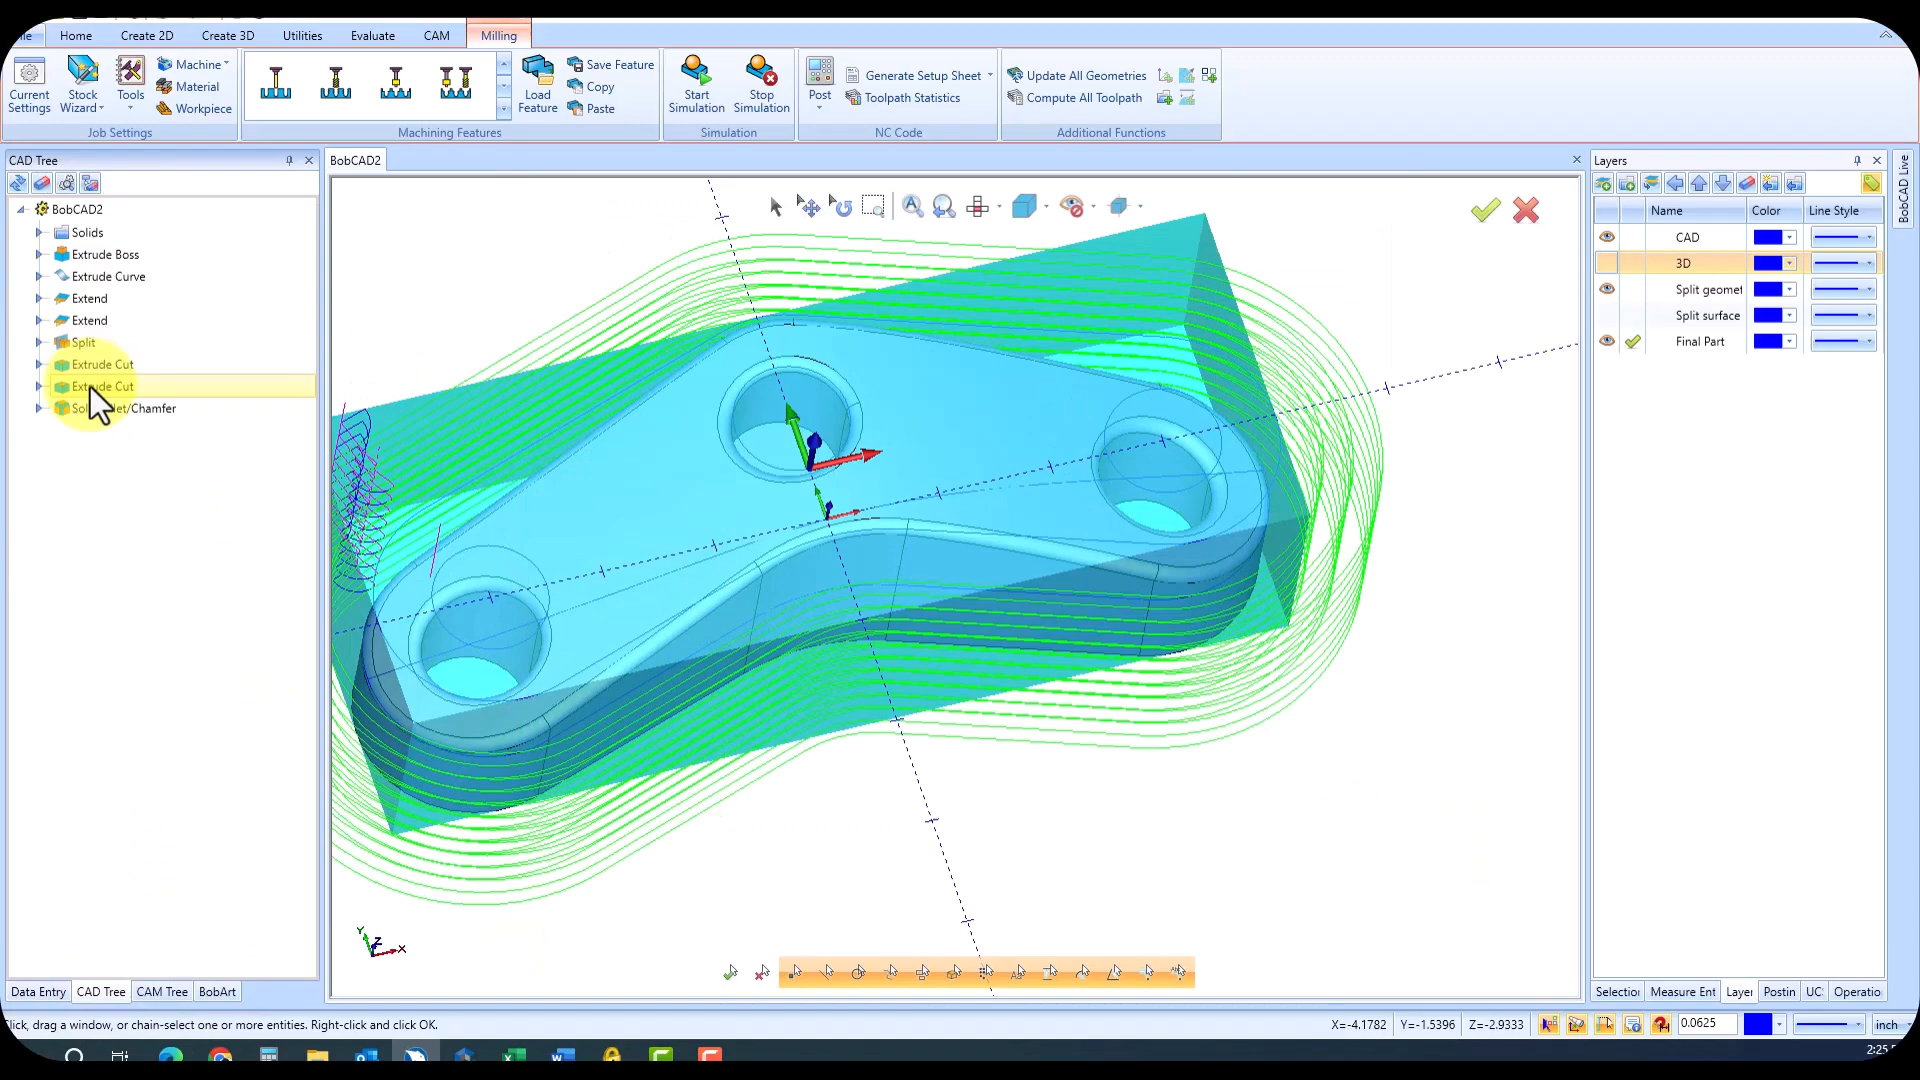 Home Create 2D Create 3D Utilities Evaluate CAM Milling
Current Settings
Stock Wizard
Tools
Machine
Material
Workpiece
Job Settings
Load Feature
Save Feature
Copy
Paste
Machining Features
Start Simulation
Stop Simulation
Simulation
Post
Generate Setup Sheet
Toolpath Statistics
NC Code
Update All Geometries
Compute All Toolpath
Additional Functions
CAD Tree
BobCAD2
Solids
Extrude Boss
Extrude Curve
Extend
Extend
Split
Extrude Cut
Extrude Cut
BobCAD2
Y
Z
X
Layers
Name Color Line Style
CAD
3D
Split geomet
Split surface
Final Part
BobCAD Live
Data Entry CAD Tree CAM Tree BobArt
Selection Measure Ent Layer Postin UC Operatio
Click, drag a window, or chain-select one or more entities. Right-click and click OK.
X=-4.1782 Y=-1.5396 Z=-2.9333 0.0625 inch
2:25